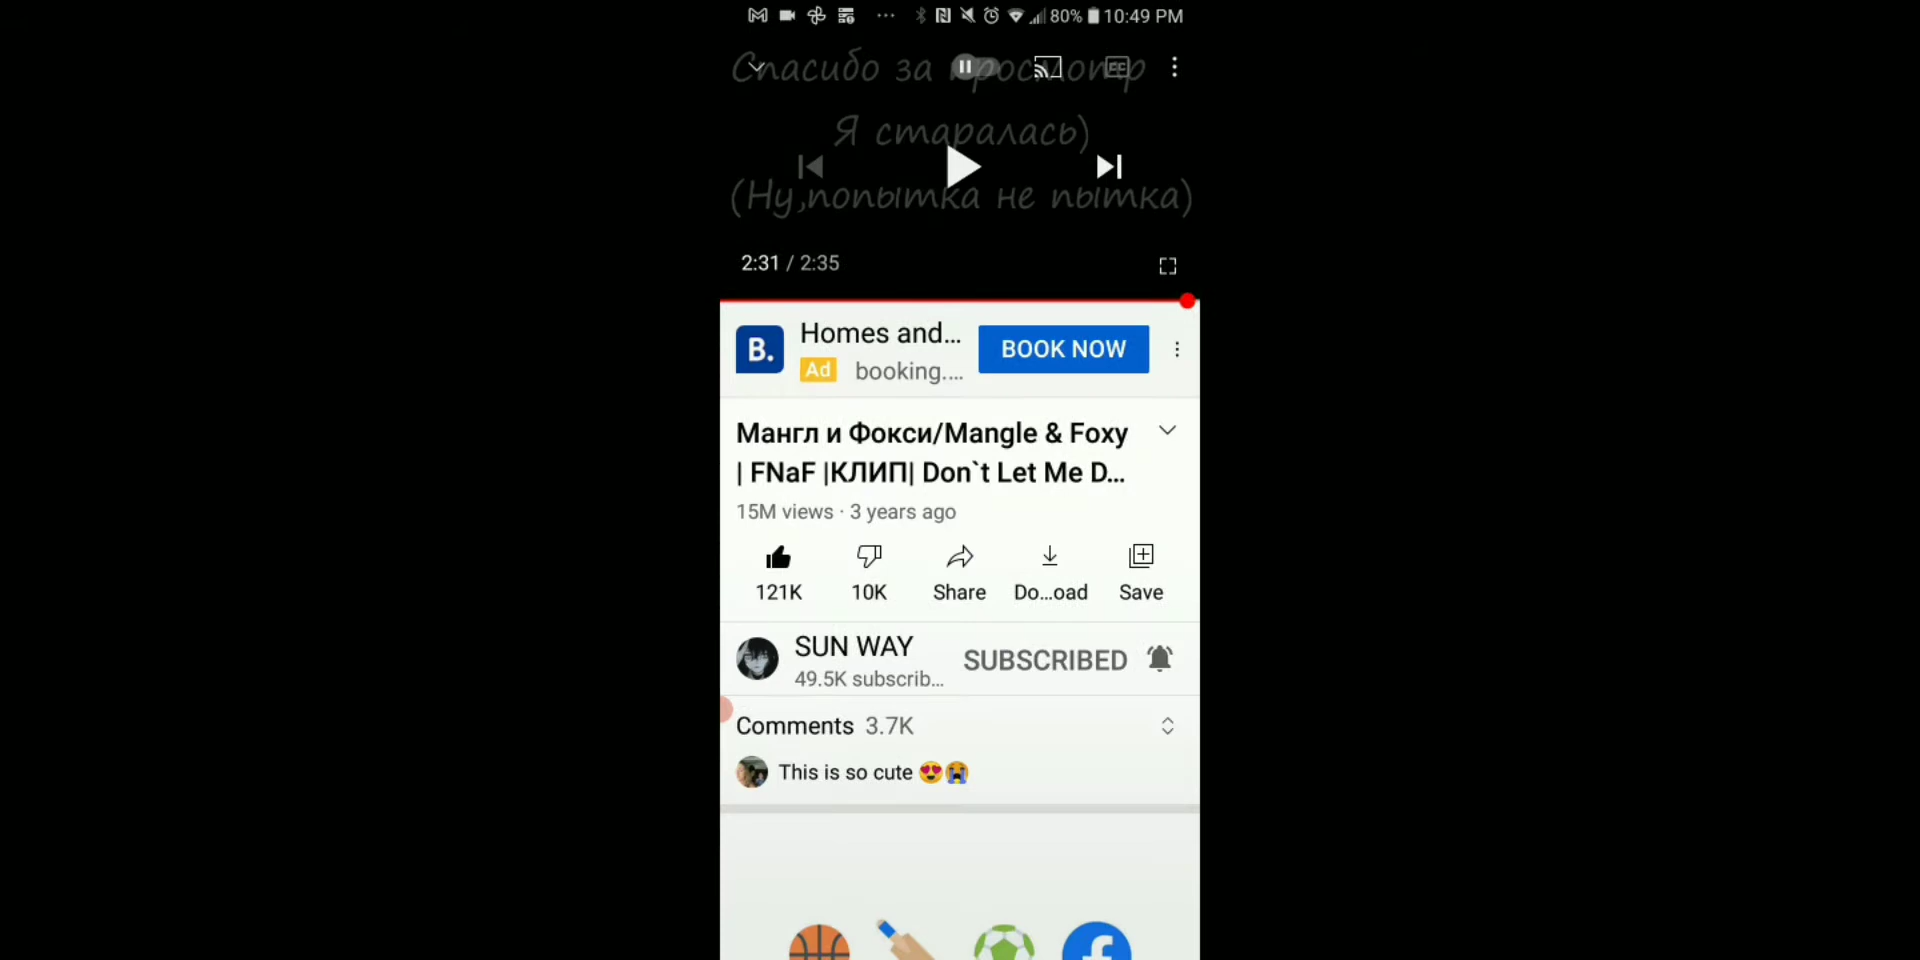 80% 10:49 PM
Спасибо за просмотр
CC
Я старалась)
(Ну,попытка не пытка)
2:31 / 2:35
B.
Homes and...
BOOK NOW
Ad booking....
Мангл и Фокси/Mangle & Foxy
| FNaF |КЛИП| Don`t Let Me D...
15M views · 3 years ago
121K
10K
Share
Do...oad
Save
SUN WAY
49.5K subscrib...
SUBSCRIBED
Comments 3.7K
This is so cute 😍😭